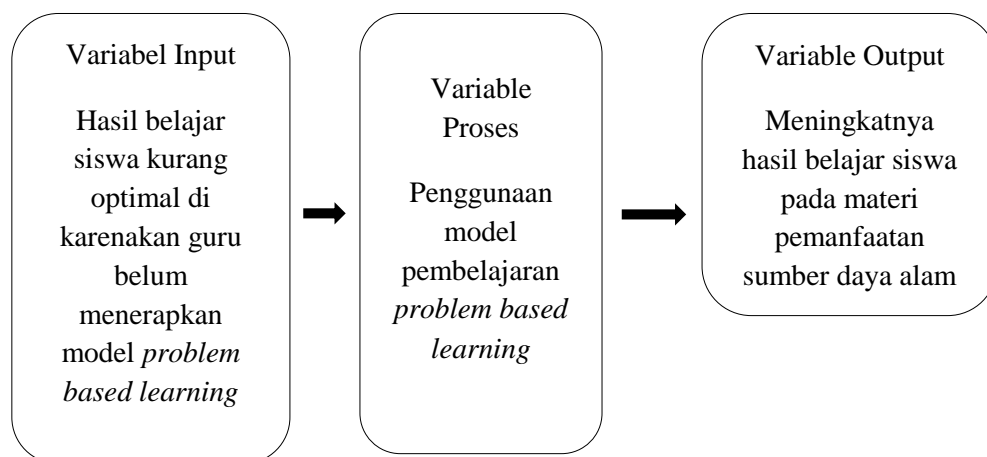 Variabel Input
Hasil belajar
siswa kurang
optimal di
karenakan guru
belum
menerapkan
model problem
based learning
Variable
Proses
Penggunaan
model
pembelajaran
problem based
learning
Variable Output
Meningkatnya
hasil belajar siswa
pada materi
pemanfaatan
sumber daya alam